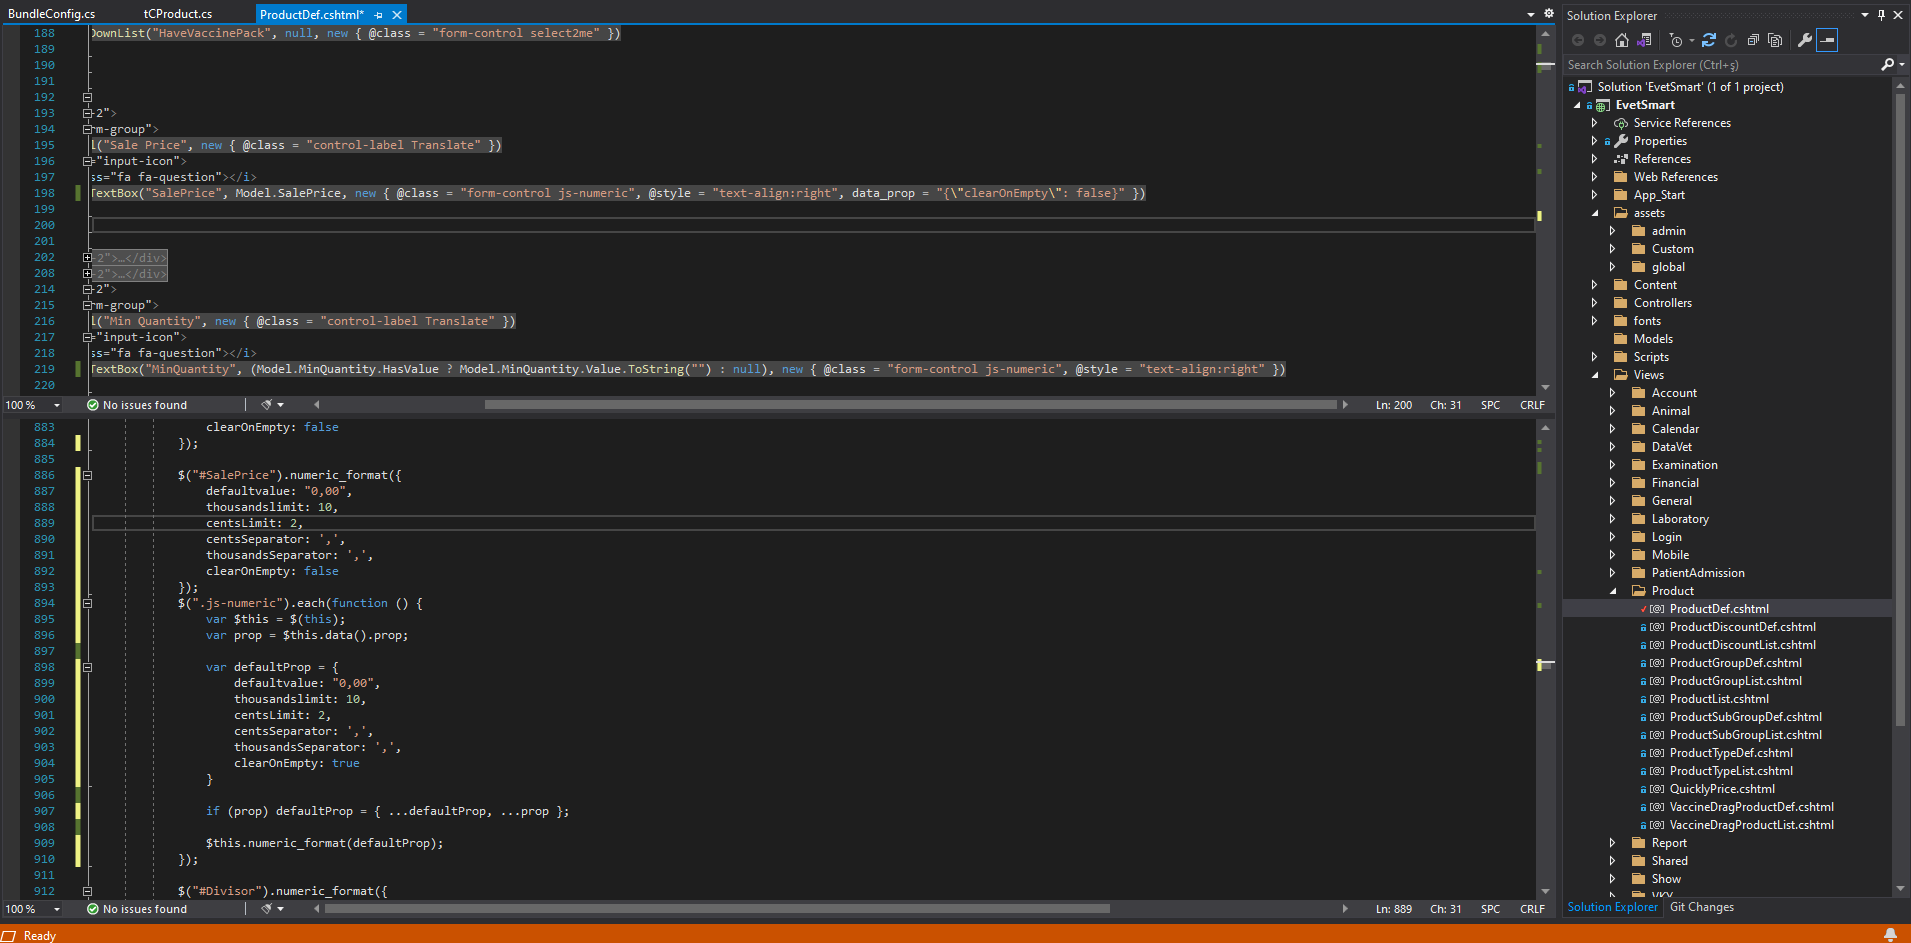 BundleConfig.cs
tCProduct.cs
ProductDef.cshtml*
188 DownList("HaveVaccinePack", null, new { @class = "form-control select2me" })
189
190
191
192
193 -2">
194 rm-group">
195 l("Sale Price", new { @class = "control-label Translate" })
196 ="input-icon">
197 ss="fa fa-question"></i>
198 TextBox("SalePrice", Model.SalePrice, new { @class = "form-control js-numeric", @style = "text-align:right", data_prop = "{\"clearOnEmpty\": false}" })
199
200
201
202 -2">...</div>
208 -2">...</div>
214 -2">
215 rm-group">
216 l("Min Quantity", new { @class = "control-label Translate" })
217 ="input-icon">
218 ss="fa fa-question"></i>
219 TextBox("MinQuantity", (Model.MinQuantity.HasValue ? Model.MinQuantity.Value.ToString("") : null), new { @class = "form-control js-numeric", @style = "text-align:right" })
220
100 %
No issues found
Ln: 200 Ch: 31 SPC CRLF
883 clearOnEmpty: false
884 });
885
886 $("#SalePrice").numeric_format({
887 defaultvalue: "0,00",
888 thousandslimit: 10,
889 centsLimit: 2,
890 centsSeparator: ',',
891 thousandsSeparator: ',',
892 clearOnEmpty: false
893 });
894 $(".js-numeric").each(function () {
895 var $this = $(this);
896 var prop = $this.data().prop;
897
898 var defaultProp = {
899 defaultvalue: "0,00",
900 thousandslimit: 10,
901 centsLimit: 2,
902 centsSeparator: ',',
903 thousandsSeparator: ',',
904 clearOnEmpty: true
905 }
906
907 if (prop) defaultProp = { ...defaultProp, ...prop };
908
909 $this.numeric_format(defaultProp);
910 });
911
912 $("#Divisor").numeric_format({
100 %
No issues found
Ln: 889 Ch: 31 SPC CRLF
Ready
Solution Explorer
Search Solution Explorer (Ctrl+ş)
Solution 'EvetSmart' (1 of 1 project)
EvetSmart
Service References
Properties
References
Web References
App_Start
assets
admin
Custom
global
Content
Controllers
fonts
Models
Scripts
Views
Account
Animal
Calendar
DataVet
Examination
Financial
General
Laboratory
Login
Mobile
PatientAdmission
Product
ProductDef.cshtml
ProductDiscountDef.cshtml
ProductDiscountList.cshtml
ProductGroupDef.cshtml
ProductGroupList.cshtml
ProductList.cshtml
ProductSubGroupDef.cshtml
ProductSubGroupList.cshtml
ProductTypeDef.cshtml
ProductTypeList.cshtml
QuicklyPrice.cshtml
VaccineDragProductDef.cshtml
VaccineDragProductList.cshtml
Report
Shared
Show
Solution Explorer
Git Changes